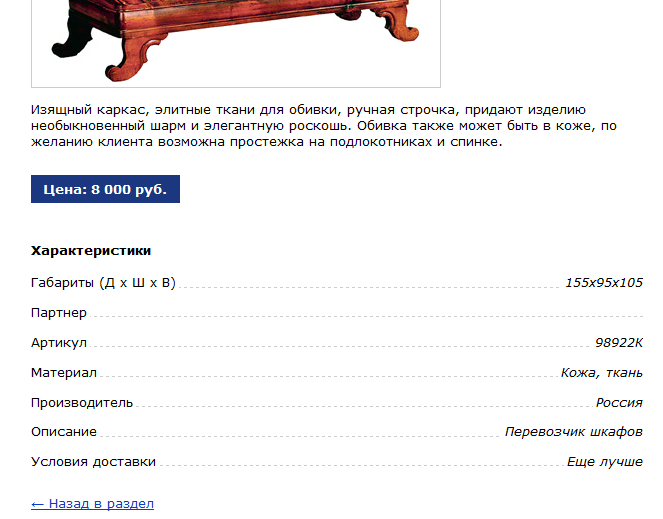 Изящный каркас, элитные ткани для обивки, ручная строчка, придают изделию
необыкновенный шарм и элегантную роскошь. Обивка также может быть в коже, по
желанию клиента возможна простежка на подлокотниках и спинке.
Цена: 8 000 руб.
Характеристики
Габариты (Д х Ш х В) 155х95х105
Партнер
Артикул 98922К
Материал Кожа, ткань
Производитель Россия
Описание Перевозчик шкафов
Условия доставки Еще лучше
← Назад в раздел